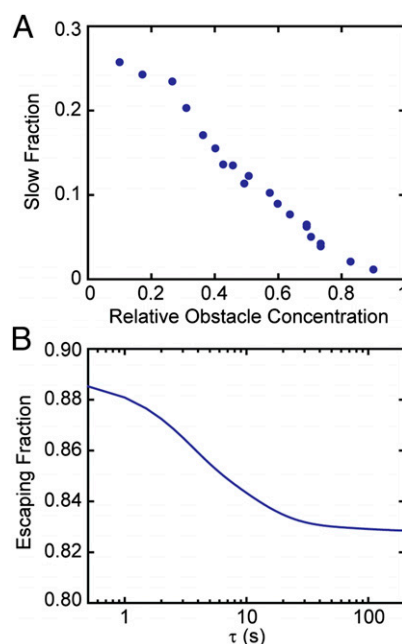 A
0.3
0.2
0.1
0
Slow Fraction
0 0.2 0.4 0.6 0.8 1
Relative Obstacle Concentration
B
0.90
0.88
0.86
0.84
0.82
0.80
Escaping Fraction
1 10 100
τ (s)